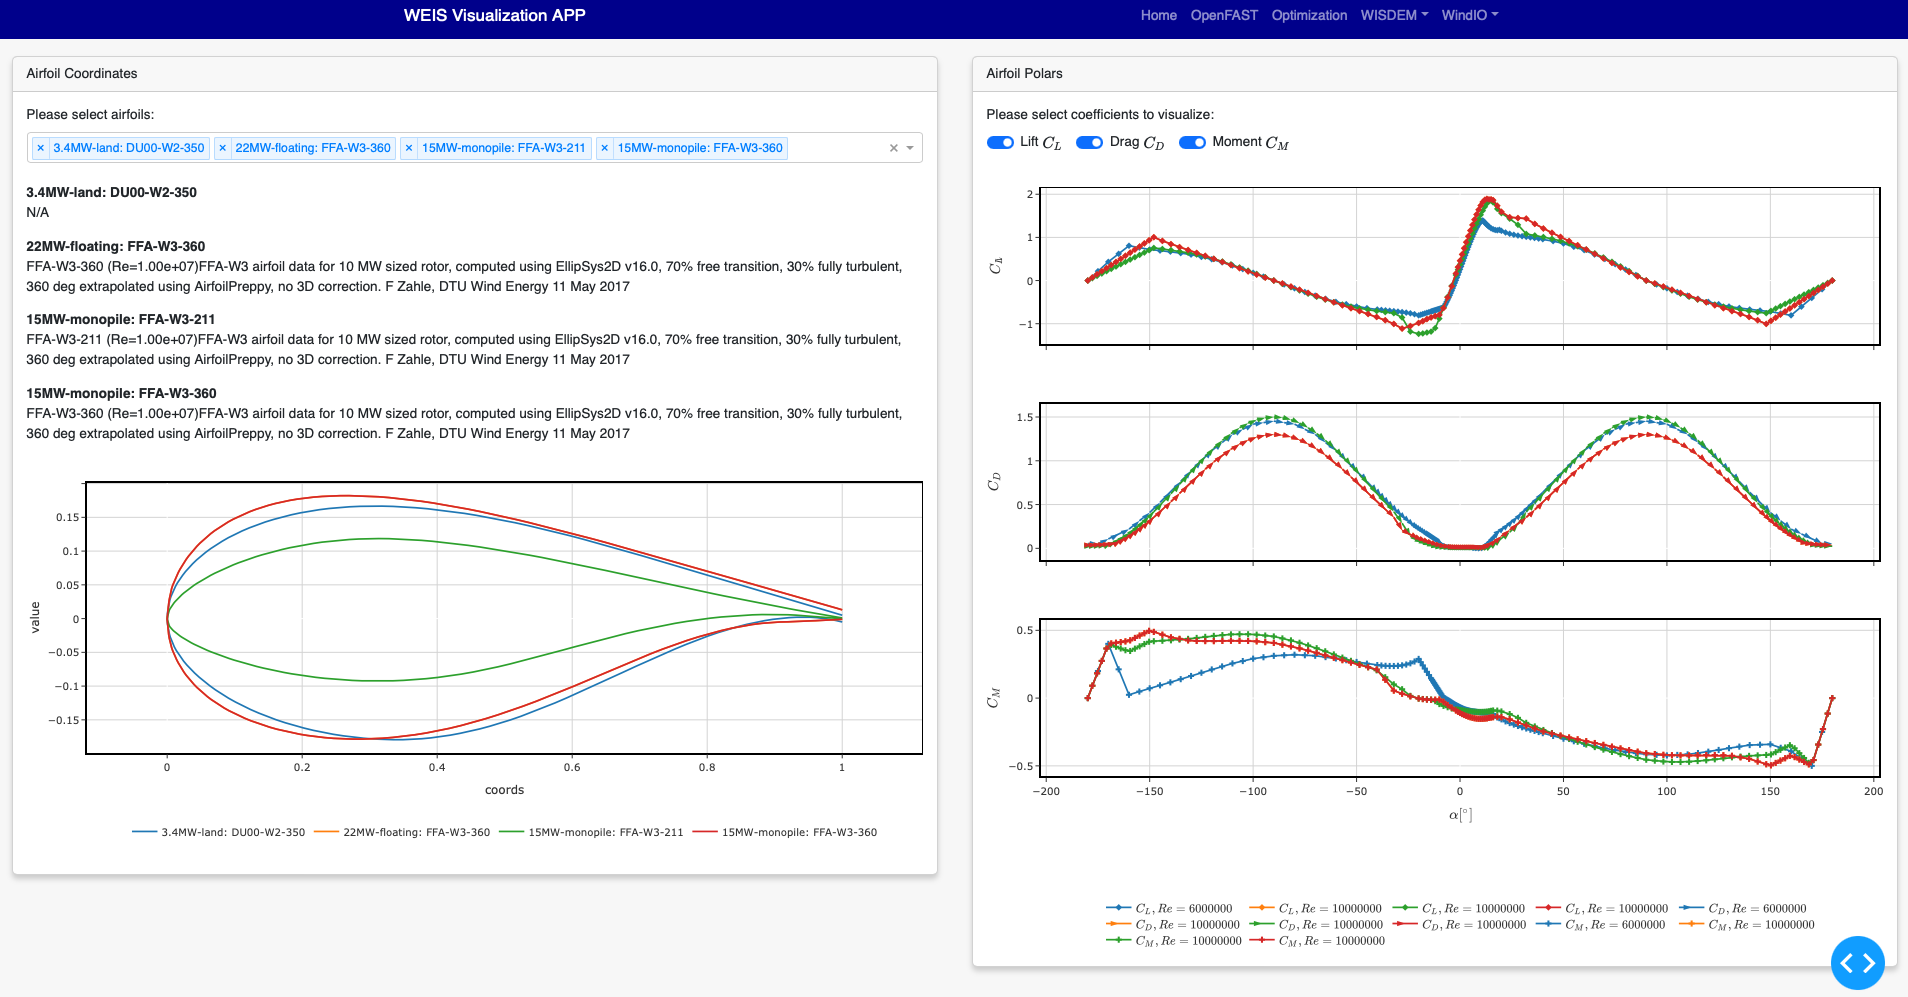 WEIS Visualization APP
Home OpenFAST Optimization WISDEM WindIO
Airfoil Coordinates
Please select airfoils:
× 3.4MW-land: DU00-W2-350 × 22MW-floating: FFA-W3-360 × 15MW-monopile: FFA-W3-211 × 15MW-monopile: FFA-W3-360 ×
3.4MW-land: DU00-W2-350
N/A
22MW-floating: FFA-W3-360
FFA-W3-360 (Re=1.00e+07)FFA-W3 airfoil data for 10 MW sized rotor, computed using EllipSys2D v16.0, 70% free transition, 30% fully turbulent,
360 deg extrapolated using AirfoilPreppy, no 3D correction. F Zahle, DTU Wind Energy 11 May 2017
15MW-monopile: FFA-W3-211
FFA-W3-211 (Re=1.00e+07)FFA-W3 airfoil data for 10 MW sized rotor, computed using EllipSys2D v16.0, 70% free transition, 30% fully turbulent,
360 deg extrapolated using AirfoilPreppy, no 3D correction. F Zahle, DTU Wind Energy 11 May 2017
15MW-monopile: FFA-W3-360
FFA-W3-360 (Re=1.00e+07)FFA-W3 airfoil data for 10 MW sized rotor, computed using EllipSys2D v16.0, 70% free transition, 30% fully turbulent,
360 deg extrapolated using AirfoilPreppy, no 3D correction. F Zahle, DTU Wind Energy 11 May 2017
0.15
0.1
0.05
0
−0.05
−0.1
−0.15
value
0 0.2 0.4 0.6 0.8 1
coords
3.4MW-land: DU00-W2-350 22MW-floating: FFA-W3-360 15MW-monopile: FFA-W3-211 15MW-monopile: FFA-W3-360
Airfoil Polars
Please select coefficients to visualize:
Lift C_L Drag C_D Moment C_M
2
1
0
−1
1.5
1
0.5
0
C_D
0.5
0
−0.5
C_M
−200 −150 −100 −50 0 50 100 150 200
α[°]
C_L, Re = 6000000 C_L, Re = 10000000 C_L, Re = 10000000 C_L, Re = 10000000 C_D, Re = 6000000
C_D, Re = 10000000 C_D, Re = 10000000 C_D, Re = 10000000 C_M, Re = 6000000 C_M, Re = 10000000
C_M, Re = 10000000 C_M, Re = 10000000